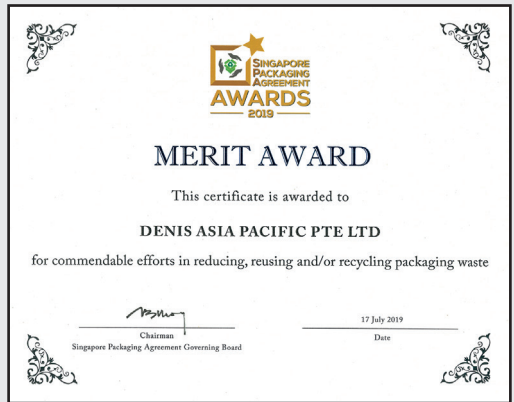 SINGAPORE
PACKAGING
AGREEMENT
AWARDS
2019
MERIT AWARD
This certificate is awarded to
DENIS ASIA PACIFIC PTE LTD
for commendable efforts in reducing, reusing and/or recycling packaging waste
17 July 2019
Chairman
Date
Singapore Packaging Agreement Governing Board